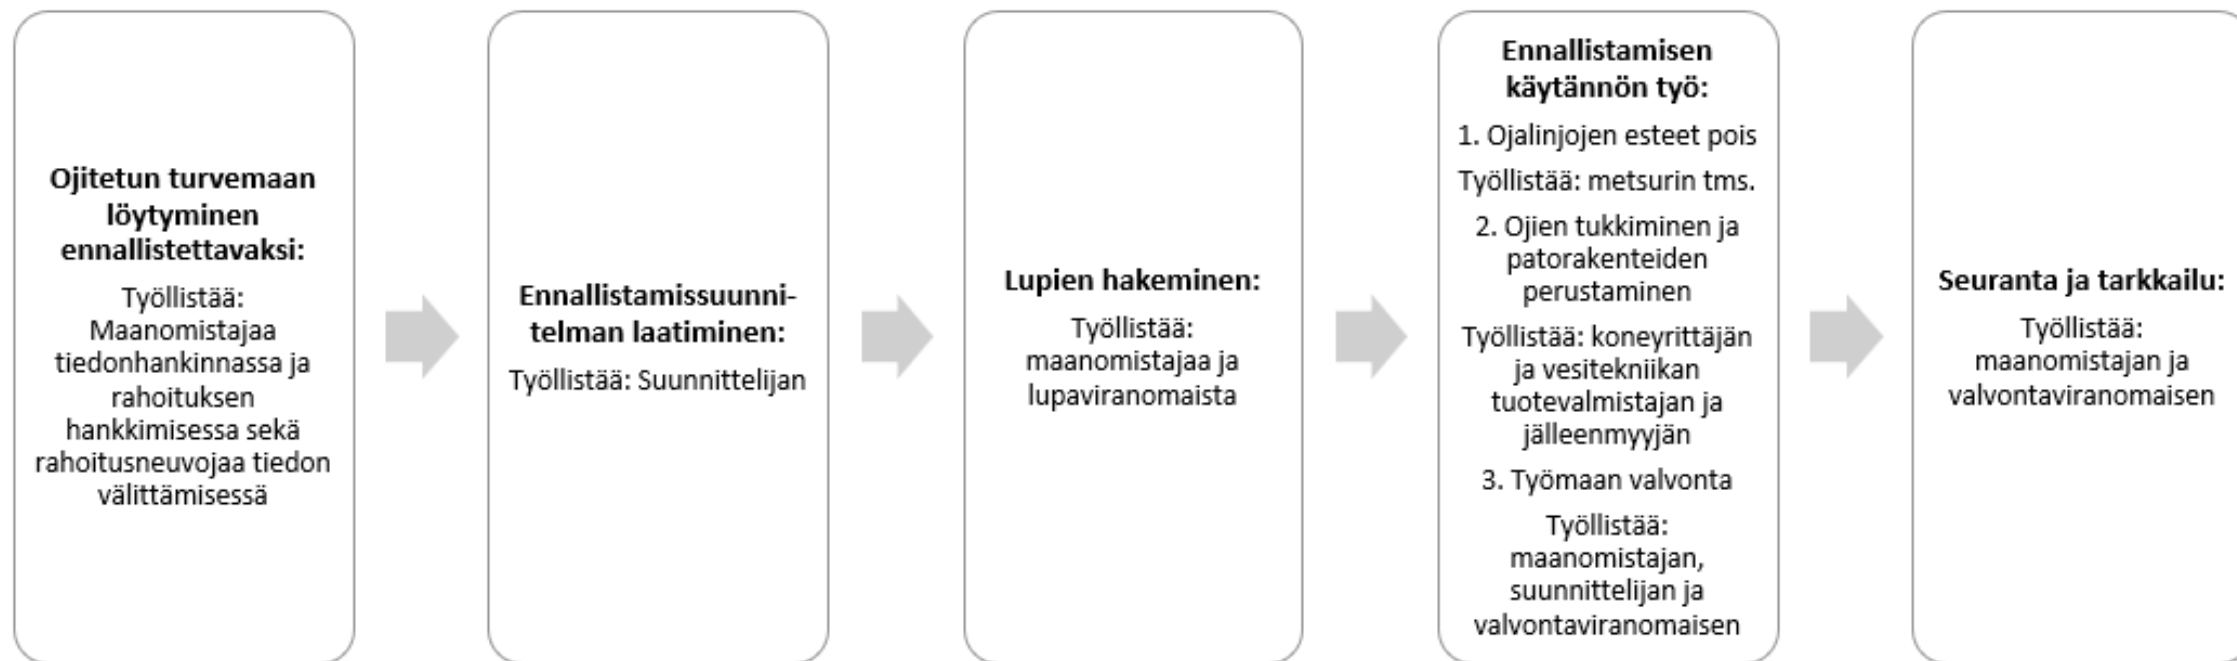 Ojitetun turvemaan
löytyminen
ennallistettavaksi:
Työllistää:
Maanomistajaa
tiedonhankinnassa ja
rahoituksen
hankkimisessa sekä
rahoitusneuvojaa tiedon
välittämisessä
Ennallistamissuunni-
telman laatiminen:
Työllistää: Suunnittelijan
Lupien hakeminen:
Työllistää:
maanomistajaa ja
lupaviranomaista
Ennallistamisen
käytännön työ:
1. Ojalinjojen esteet pois
Työllistää: metsurin tms.
2. Ojien tukkiminen ja
patorakenteiden
perustaminen
Työllistää: koneyrittäjän
ja vesitekniikan
tuotevalmistajan ja
jälleenmyyjän
3. Työmaan valvonta
Työllistää:
maanomistajan,
suunnittelijan ja
valvontaviranomaisen
Seuranta ja tarkkailu:
Työllistää:
maanomistajan ja
valvontaviranomaisen